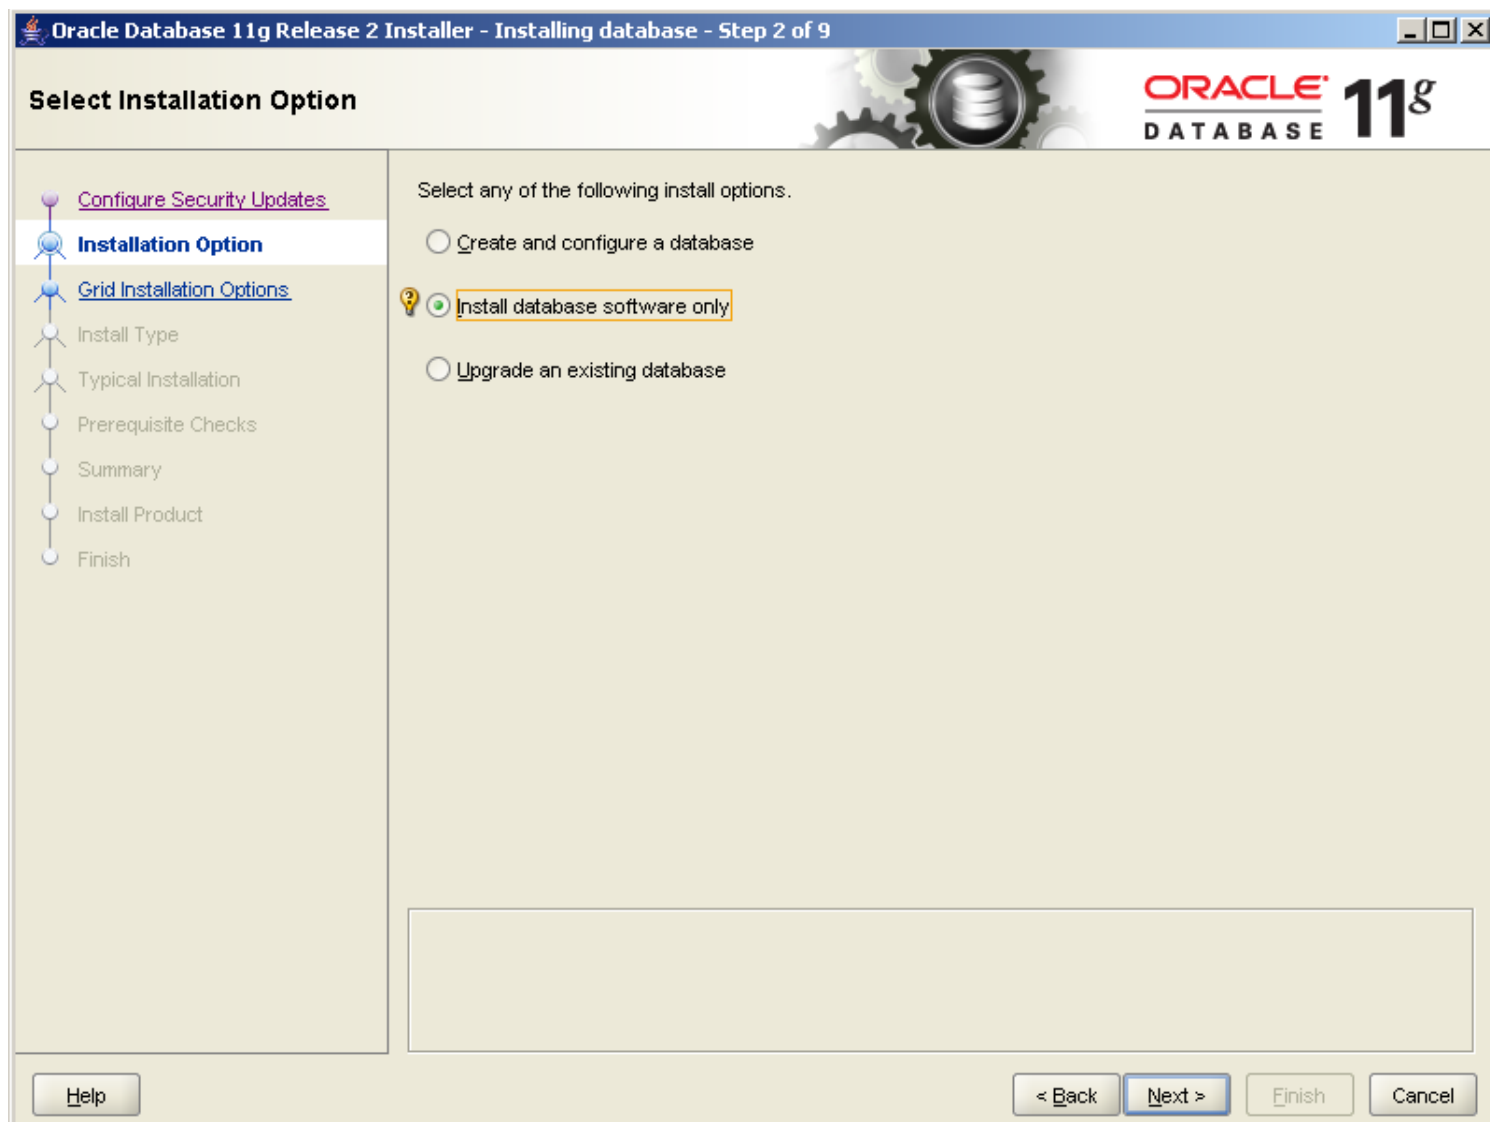 Oracle Database 11g Release 2 Installer - Installing database - Step 2 of 9
Select Installation Option
ORACLE DATABASE 11g
Configure Security Updates
Installation Option
Grid Installation Options
Install Type
Typical Installation
Prerequisite Checks
Summary
Install Product
Finish
Select any of the following install options.
Create and configure a database
Install database software only
Upgrade an existing database
Help
< Back
Next >
Finish
Cancel